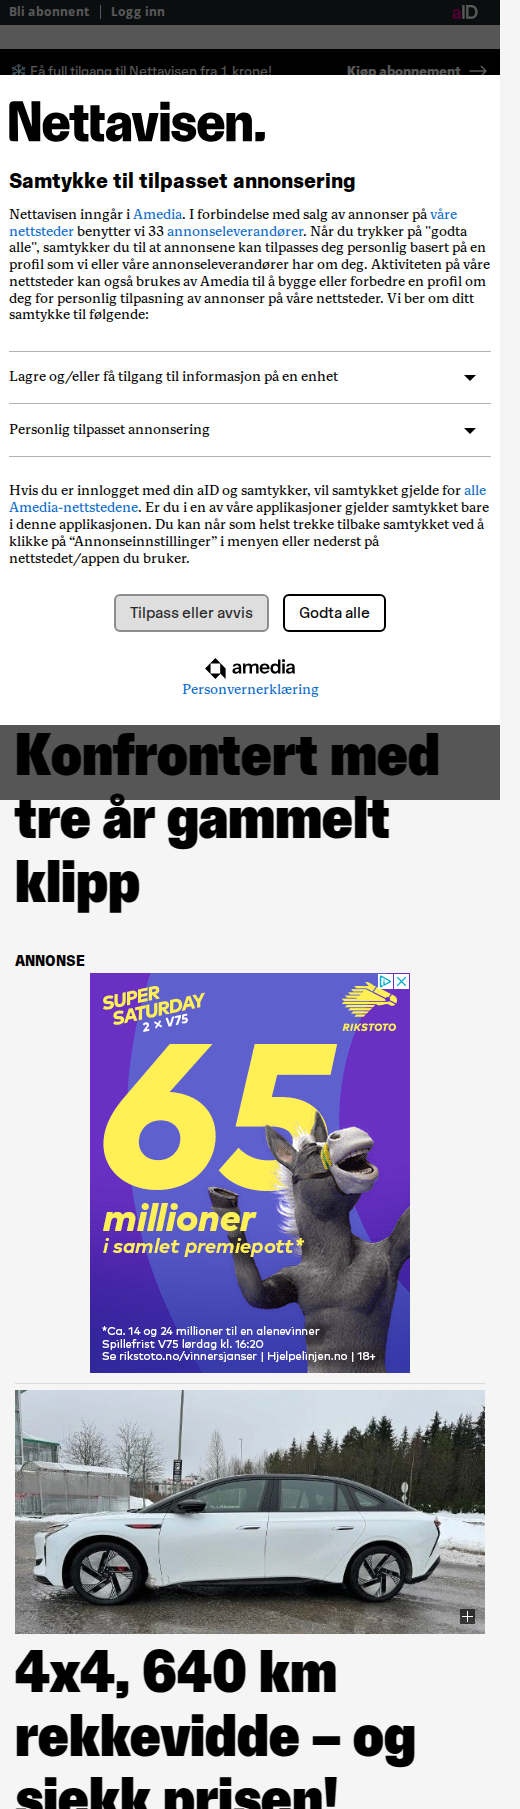 Bli abonnent | Logg inn
aID
Få full tilgang til Nettavisen fra 1 krone!
Kjøp abonnement
Nettavisen.
Samtykke til tilpasset annonsering
Nettavisen inngår i Amedia. I forbindelse med salg av annonser på våre
nettsteder benytter vi 33 annonseleverandører. Når du trykker på "godta
alle", samtykker du til at annonsene kan tilpasses deg personlig basert på en
profil som vi eller våre annonseleverandører har om deg. Aktiviteten på våre
nettsteder kan også brukes av Amedia til å bygge eller forbedre en profil om
deg for personlig tilpasning av annonser på våre nettsteder. Vi ber om ditt
samtykke til følgende:
Lagre og/eller få tilgang til informasjon på en enhet
Personlig tilpasset annonsering
Hvis du er innlogget med din aID og samtykker, vil samtykket gjelde for alle
Amedia-nettstedene. Er du i en av våre applikasjoner gjelder samtykket bare
i denne applikasjonen. Du kan når som helst trekke tilbake samtykket ved å
klikke på “Annonseinnstillinger” i menyen eller nederst på
nettstedet/appen du bruker.
Tilpass eller avvis
Godta alle
amedia
Personvernerklæring
Konfrontert med
tre år gammelt
klipp
ANNONSE
SUPER
SATURDAY
2 x V75
RIKSTOTO
65
millioner
i samlet premiepott*
*Ca. 14 og 24 millioner til en alenevinner
Spillefrist V75 lørdag kl. 16:20
Se rikstoto.no/vinnersjanser | Hjelpelinjen.no | 18+
4x4, 640 km
rekkevidde – og
sjekk prisen!